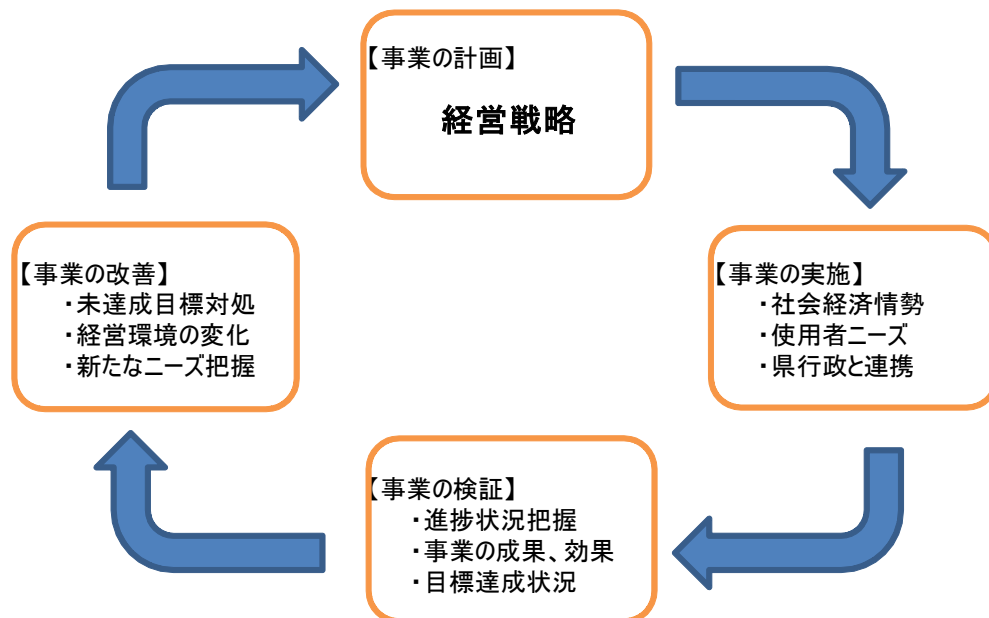 【事業の計画】
経営戦略
【事業の改善】
・未達成目標対処
・経営環境の変化
・新たなニーズ把握
【事業の実施】
・社会経済情勢
・使用者ニーズ
・県行政と連携
【事業の検証】
・進捗状況把握
・事業の成果、効果
・目標達成状況